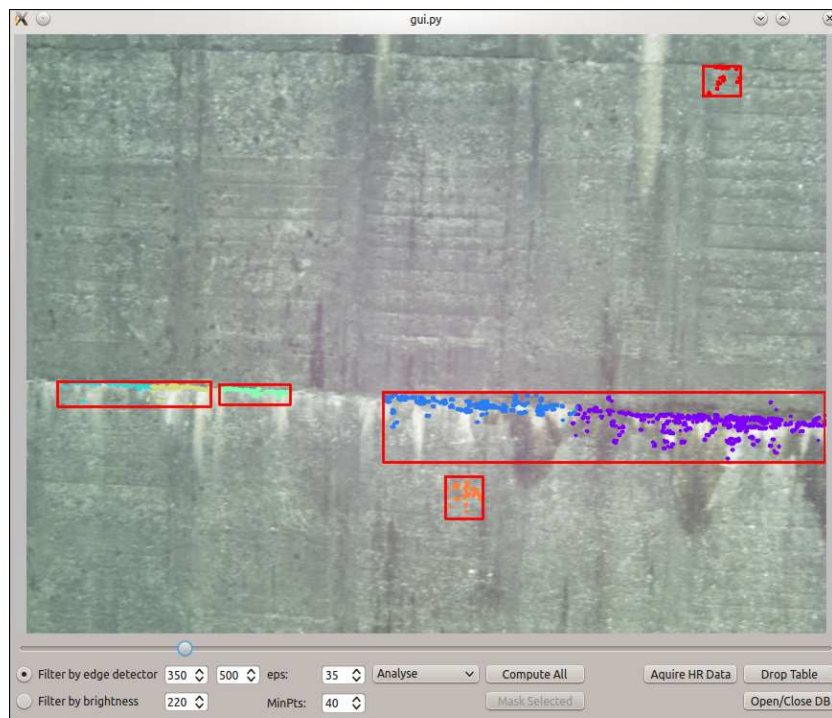 gui.py
Filter by edge detector 350 500 eps: 35 Analyse Compute All Aquire HR Data Drop Table
Filter by brightness 220 MinPts: 40 Mask Selected Open/Close DB